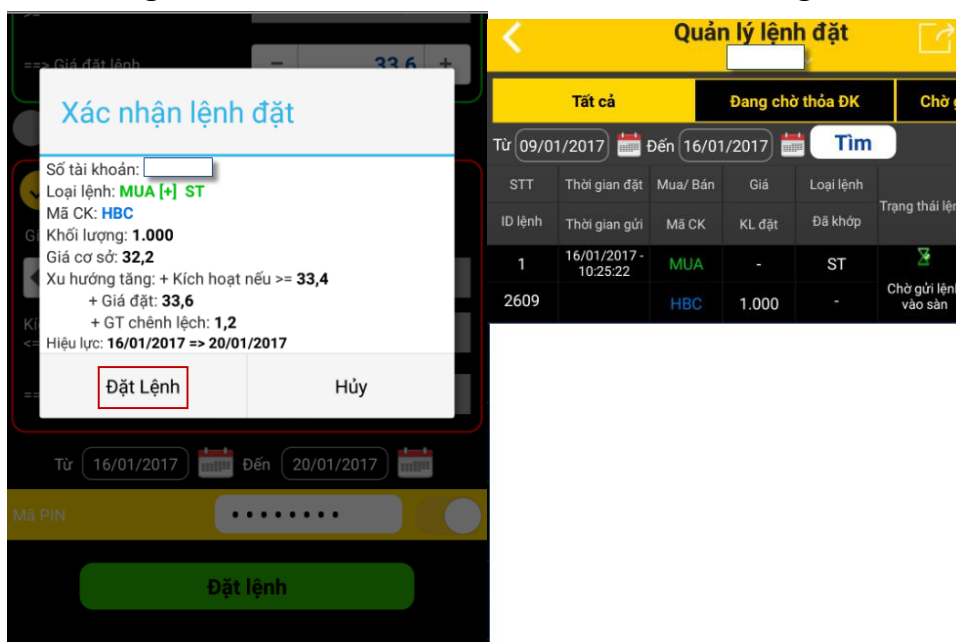 >=
==> Giá đặt lệnh - 33.6 +
Xác nhận lệnh đặt
Số tài khoản:
Loại lệnh: MUA [+] ST
Mã CK: HBC
Khối lượng: 1.000
Giá cơ sở: 32,2
Xu hướng tăng: + Kích hoạt nếu >= 33,4
+ Giá đặt: 33,6
+ GT chênh lệch: 1,2
Hiệu lực: 16/01/2017 => 20/01/2017
Đặt Lệnh Hủy
Từ 16/01/2017 Đến 20/01/2017
Mã PIN ••••••••
Đặt lệnh
Quản lý lệnh đặt
Tất cả Đang chờ thỏa ĐK Chờ
Từ 09/01/2017 Đến 16/01/2017 Tìm
STT Thời gian đặt Mua/ Bán Giá Loại lệnh
Trạng thái lệ
ID lệnh Thời gian gửi Mã CK KL đặt Đã khớp
1 16/01/2017 - 10:25:22 MUA - ST
2609 HBC 1.000 -
Chờ gửi lệnh
vào sàn